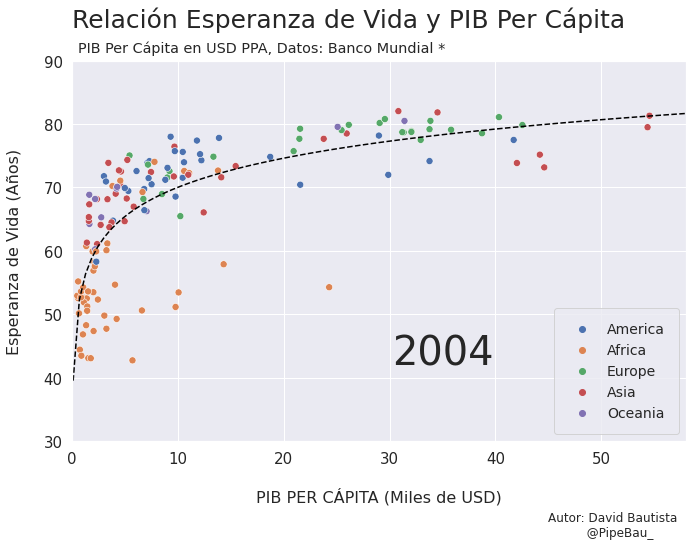 Relación Esperanza de Vida y PIB Per Cápita
PIB Per Cápita en USD PPA, Datos: Banco Mundial *
90
80
70
60
50
40
30
Esperanza de Vida (Años)
2004
America
Africa
Europe
Asia
Oceania
0 10 20 30 40 50
PIB PER CÁPITA (Miles de USD)
Autor: David Bautista
@PipeBau_